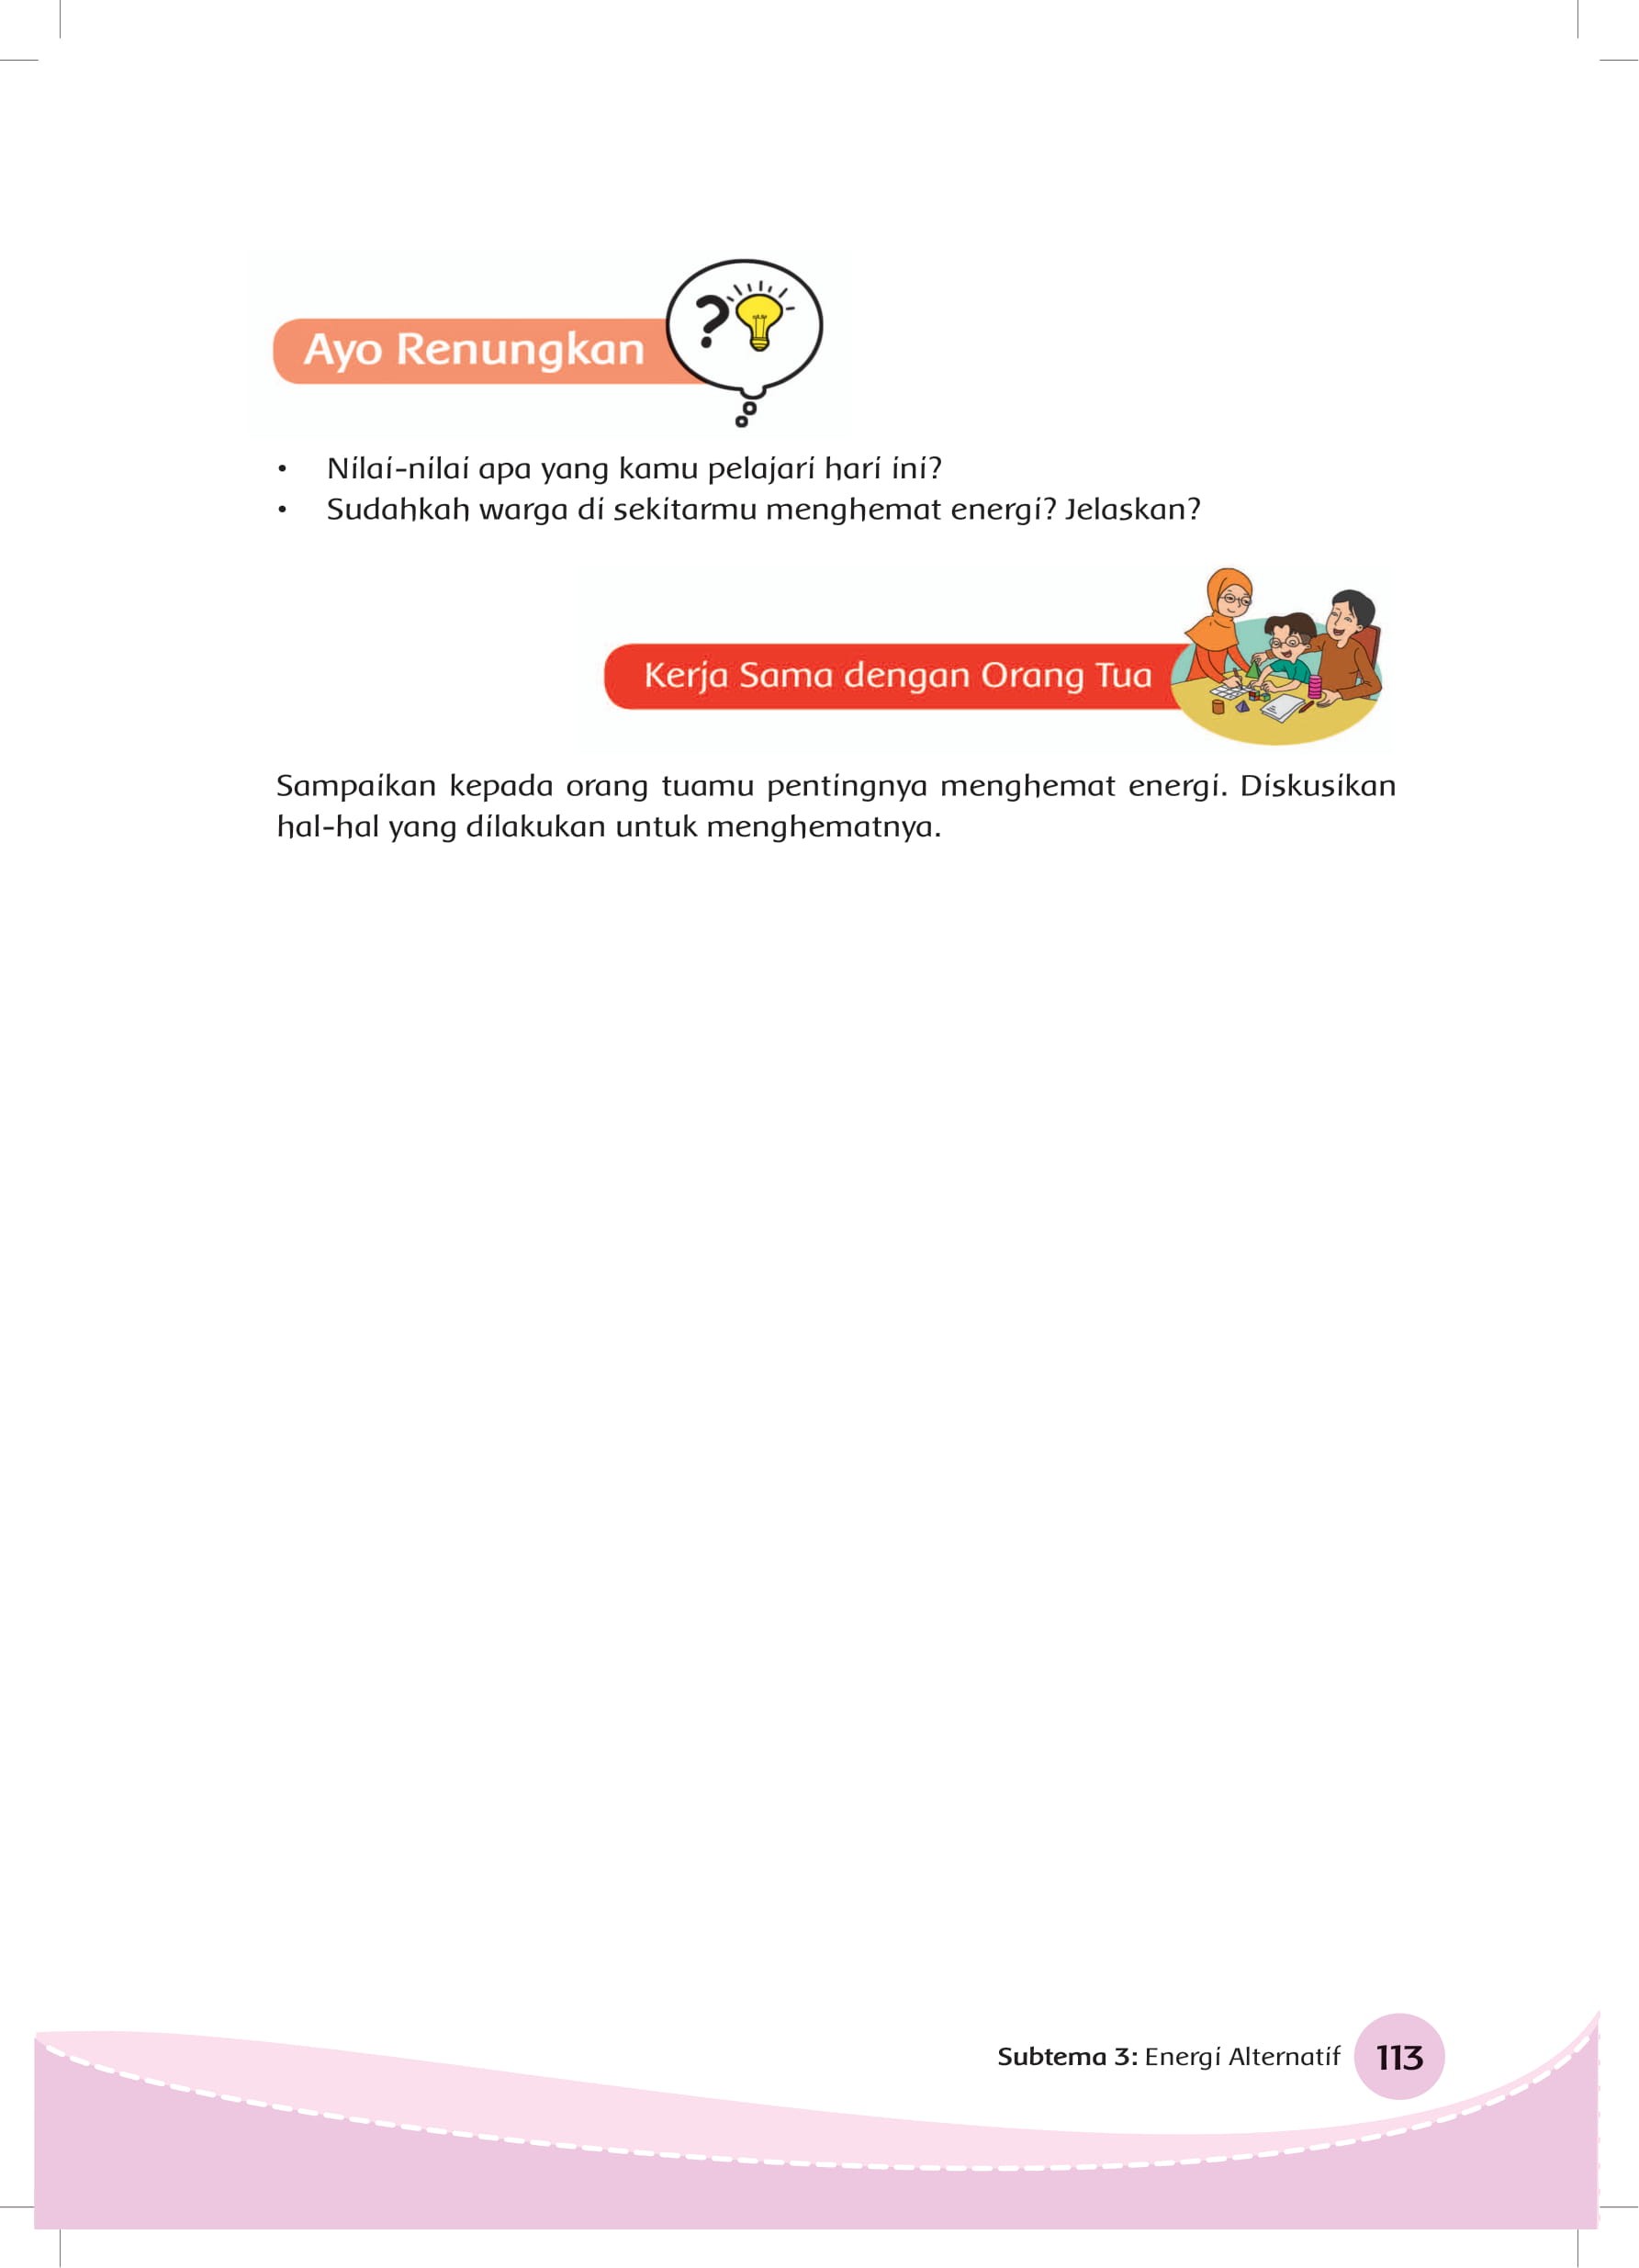 Ayo Renungkan
• Nilai-nilai apa yang kamu pelajari hari ini?
• Sudahkah warga di sekitarmu menghemat energi? Jelaskan?
Kerja Sama dengan Orang Tua
Sampaikan kepada orang tuamu pentingnya menghemat energi. Diskusikan
hal-hal yang dilakukan untuk menghematnya.
Subtema 3: Energi Alternatif 113